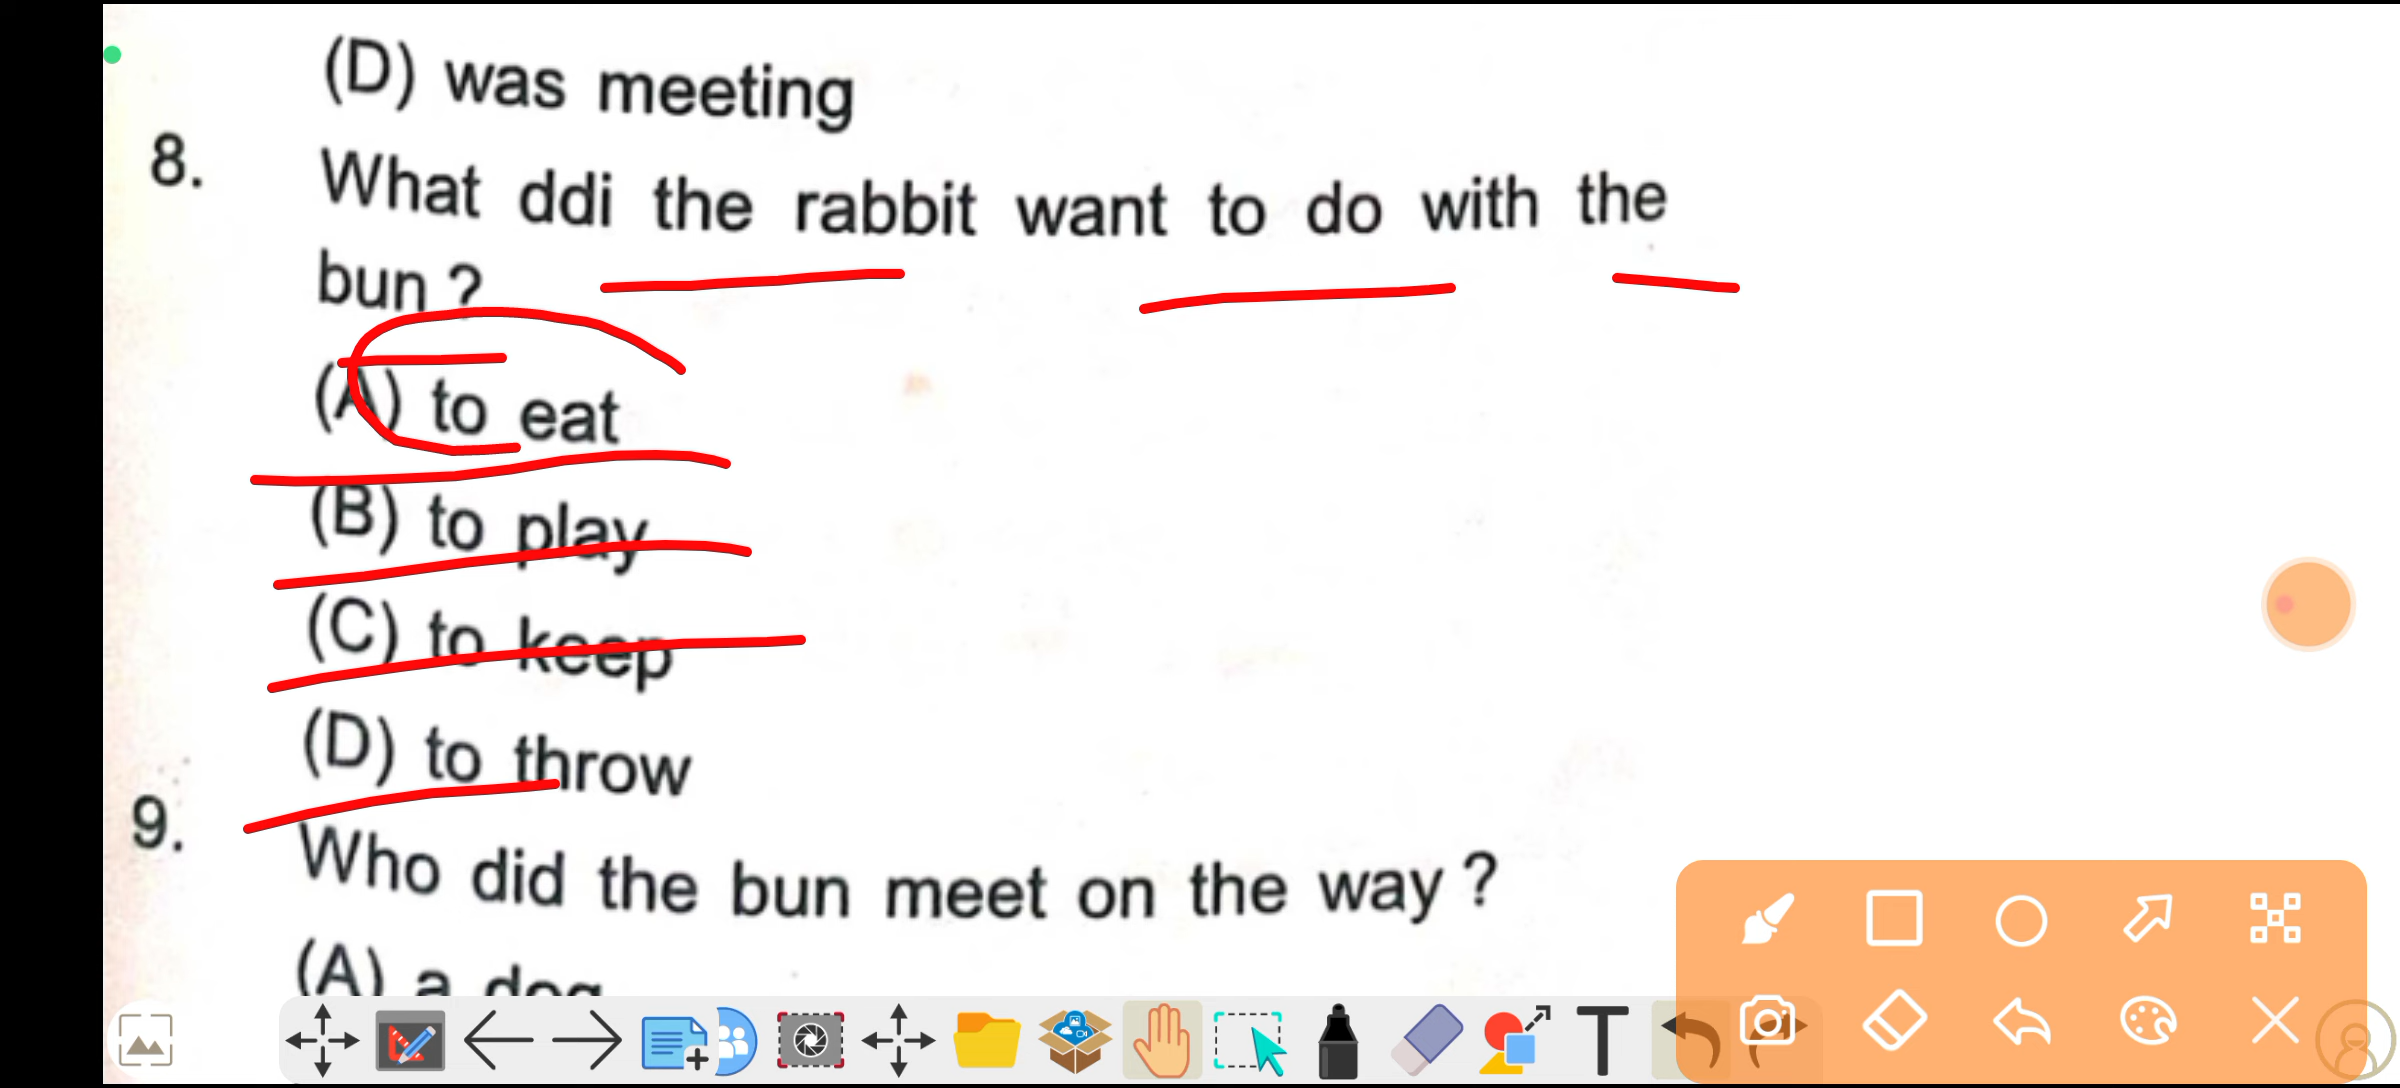 (D) was meeting
8. What ddi the rabbit want to do with the
bun ?
(A) to eat
(B) to play
(C) to keep
(D) to throw
9. Who did the bun meet on the way ?
(A) a dog
T